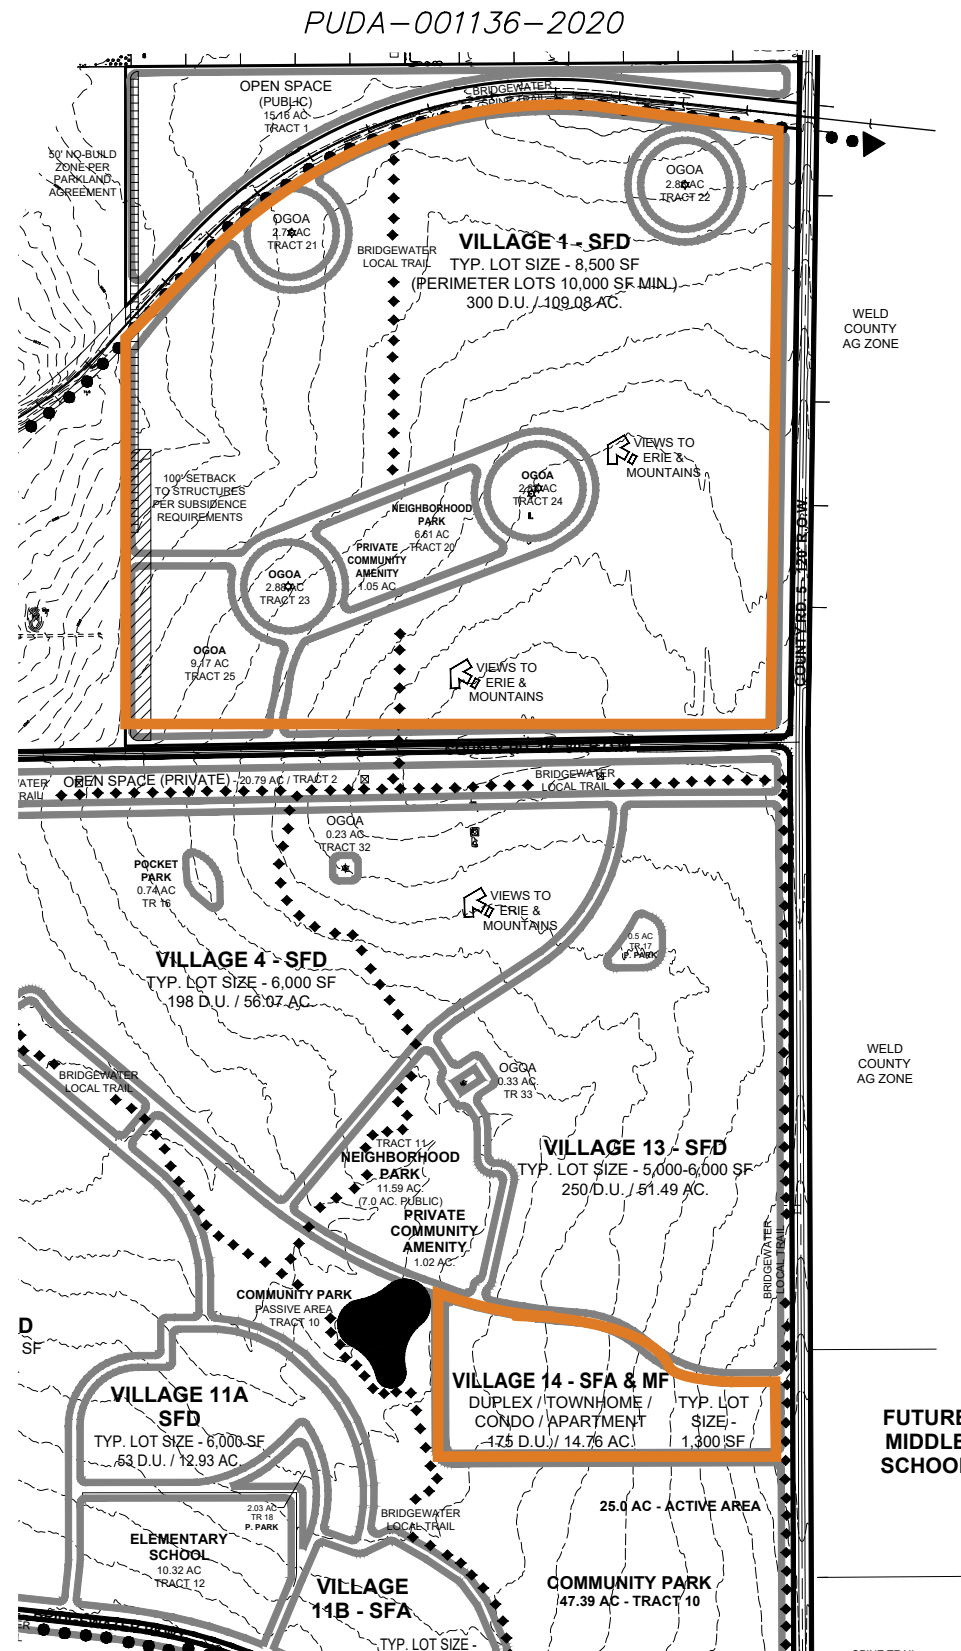 PUDA-001136-2020
OPEN SPACE
(PUBLIC)
15.16 AC
TRACT 1
BRIDGEWATER
SPINE TRAIL
50' NO-BUILD
ZONE PER
PARKLAND
AGREEMENT
OGOA
TRACT 21
OGOA
TRACT 22
BRIDGEWATER
LOCAL TRAIL
VILLAGE 1 - SFD
TYP. LOT SIZE - 8,500 SF
(PERIMETER LOTS 10,000 SF MIN.)
300 D.U. / 109.08 AC.
WELD
COUNTY
AG ZONE
VIEWS TO
ERIE &
MOUNTAINS
100' SETBACK
TO STRUCTURES
PER SUBSIDENCE
REQUIREMENTS
OGOA
TRACT 24
NEIGHBORHOOD
PARK
6.61 AC
TRACT 20
PRIVATE
COMMUNITY
AMENITY
1.05 AC
OGOA
2.88 AC
TRACT 23
OGOA
9.17 AC
TRACT 25
VIEWS TO
ERIE &
MOUNTAINS
COUNTY RD. 5 - 120' R.O.W.
OPEN SPACE (PRIVATE) - 20.79 AC / TRACT 2
BRIDGEWATER
LOCAL TRAIL
WATER
RAIL
OGOA
0.23 AC
TRACT 32
POCKET
PARK
0.74 AC
TR 16
VIEWS TO
ERIE &
MOUNTAINS
0.5 AC
TR 17
P. PARK
VILLAGE 4 - SFD
TYP. LOT SIZE - 6,000 SF
198 D.U. / 56.07 AC.
BRIDGEWATER
LOCAL TRAIL
OGOA
0.33 AC.
TR 33
WELD
COUNTY
AG ZONE
TRACT 11
NEIGHBORHOOD
PARK
11.59 AC.
(7.0 AC. PUBLIC)
PRIVATE
COMMUNITY
AMENITY
1.02 AC.
VILLAGE 13 - SFD
TYP. LOT SIZE - 5,000-6,000 SF
250 D.U. / 51.49 AC.
BRIDGEWATER
LOCAL TRAIL
COMMUNITY PARK
PASSIVE AREA
TRACT 10
D
SF
VILLAGE 11A
SFD
TYP. LOT SIZE - 6,000 SF
53 D.U. / 12.93 AC.
VILLAGE 14 - SFA & MF
DUPLEX / TOWNHOME /
CONDO / APARTMENT
175 D.U. / 14.76 AC.
TYP. LOT
SIZE -
1,300 SF
FUTURE
MIDDLE
SCHOOL
25.0 AC - ACTIVE AREA
2.03 AC
TR 18
P. PARK
BRIDGEWATER
LOCAL TRAIL
ELEMENTARY
SCHOOL
10.32 AC
TRACT 12
VILLAGE
11B - SFA
TYP. LOT SIZE -
COMMUNITY PARK
47.39 AC - TRACT 10